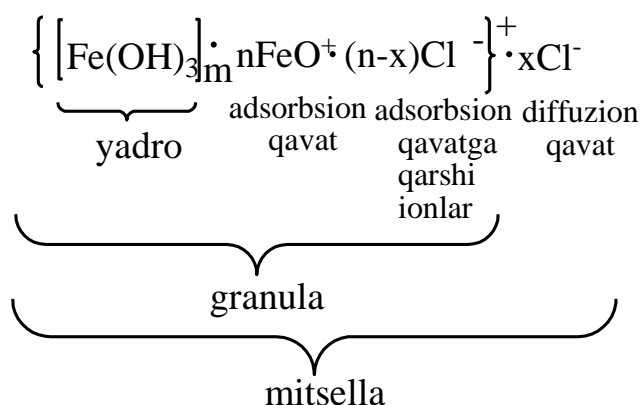 {[Fe(OH)₃]ₘ·nFeO⁺·(n-x)Cl⁻}⁺·xCl⁻
yadro
adsorbsion
qavat
adsorbsion
qavatga
qarshi
ionlar
diffuzion
qavat
granula
mitsella